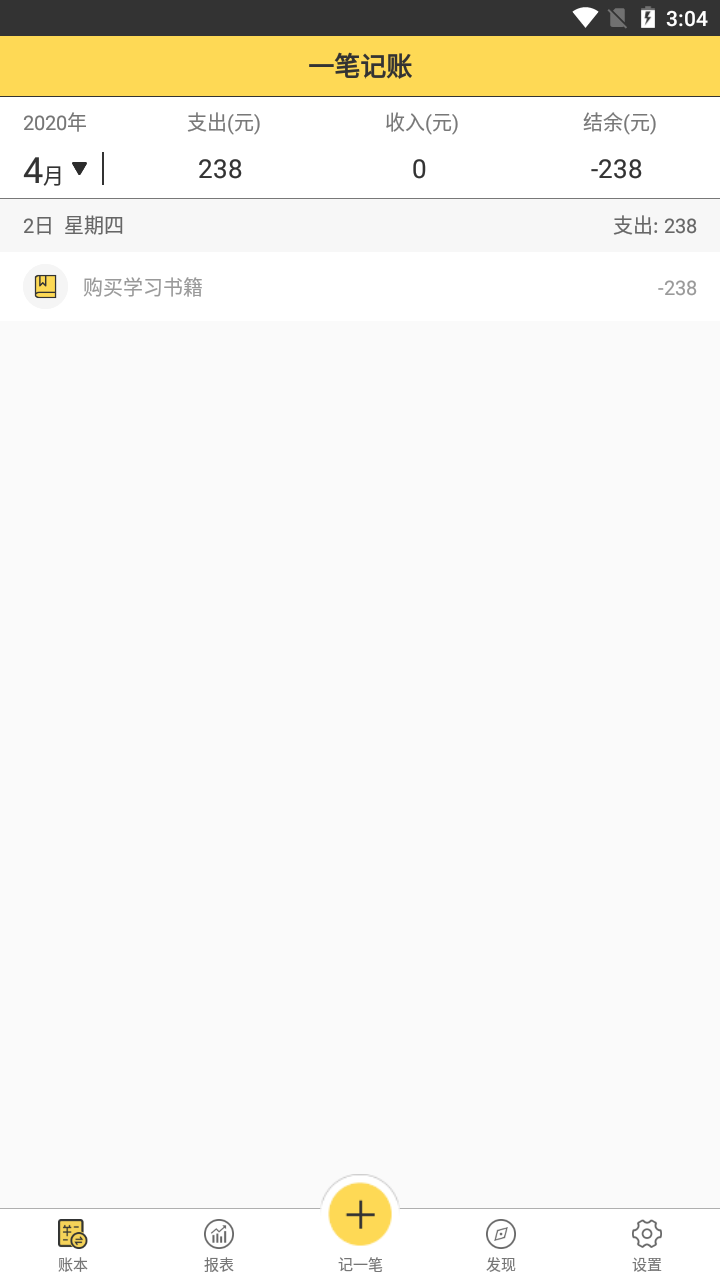 3:04
一笔记账
2020年 支出(元) 收入(元) 结余(元)
4月 238 0 -238
2日 星期四 支出: 238
购买学习书籍 -238
账本 报表 记一笔 发现 设置